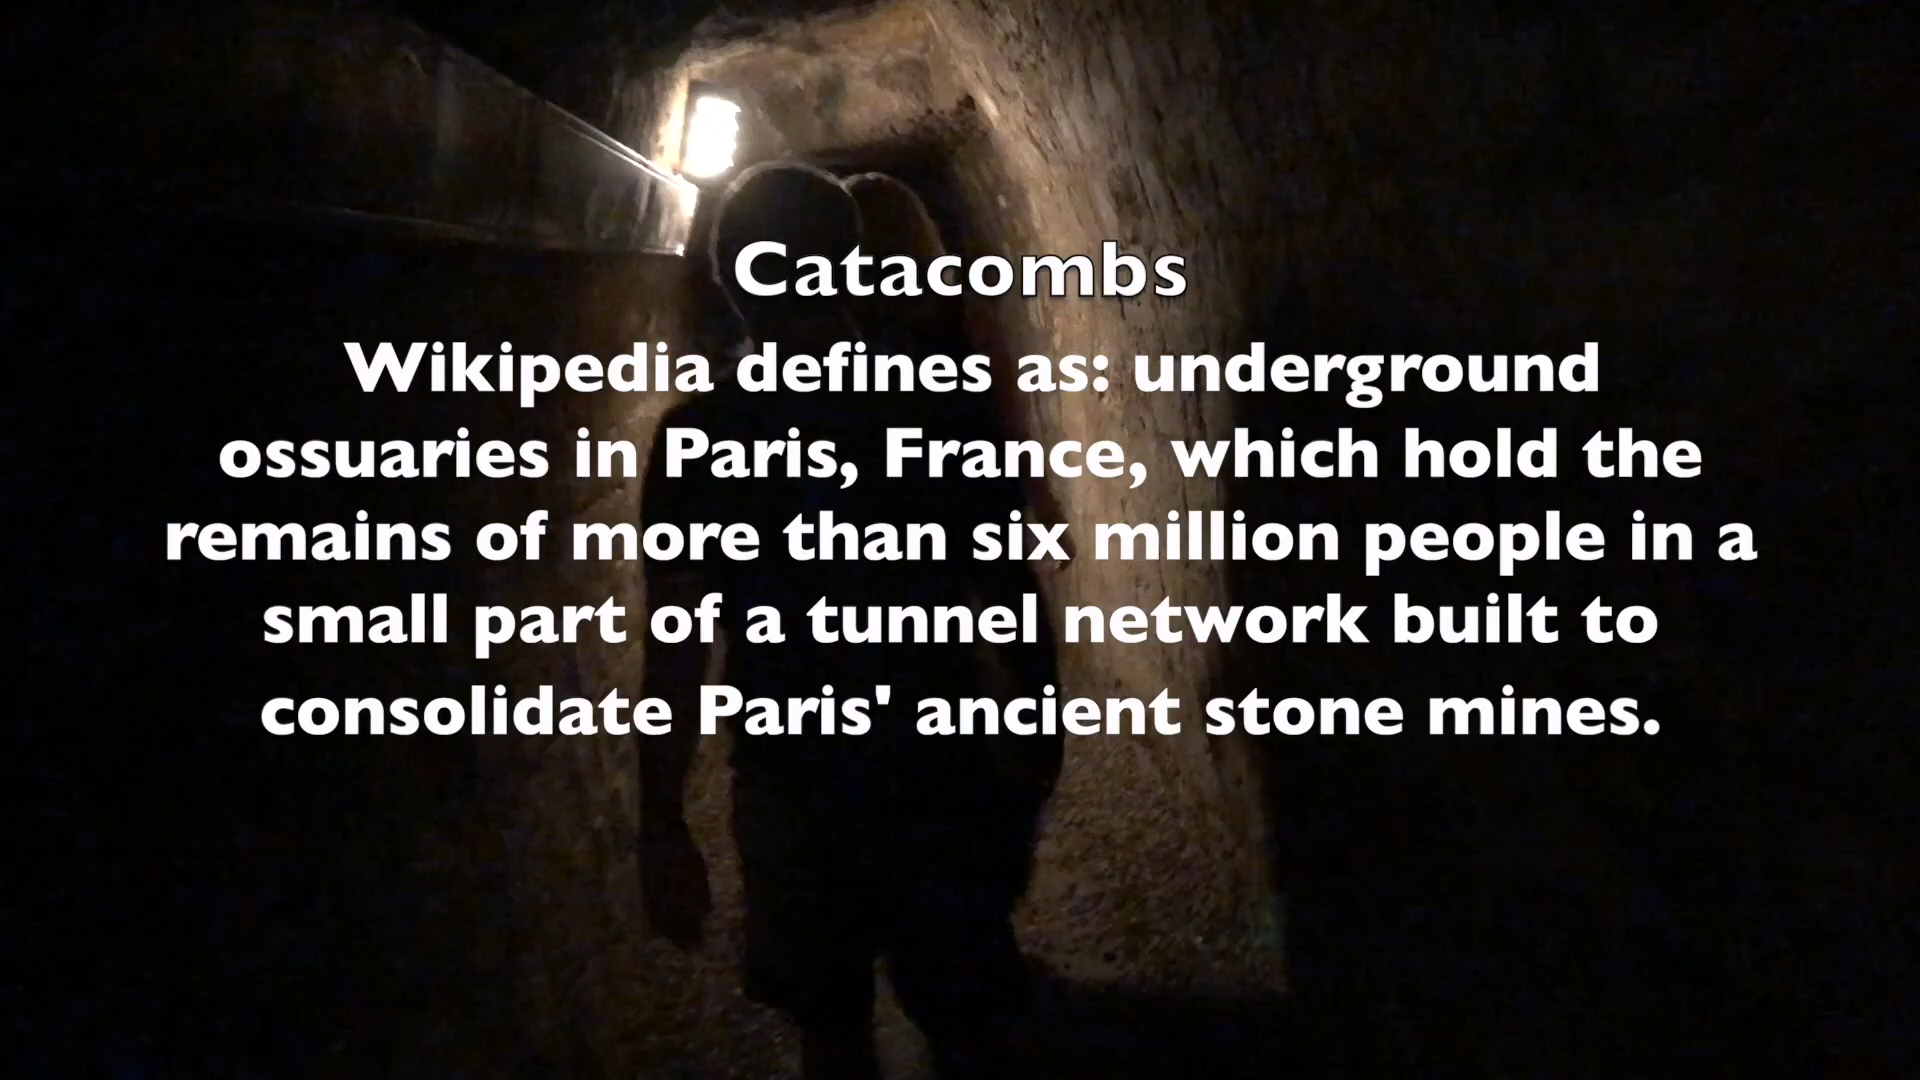 Catacombs
Wikipedia defines as: underground
ossuaries in Paris, France, which hold the
remains of more than six million people in a
small part of a tunnel network built to
consolidate Paris' ancient stone mines.